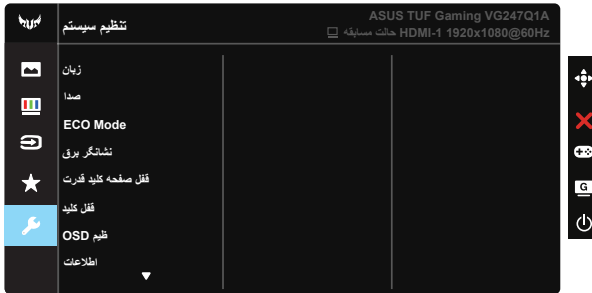 تنظیم سیستم
ASUS TUF Gaming VG247Q1A
حالت مسابقه HDMI-1 1920x1080@60Hz
زبان
صدا
ECO Mode
نشانگر برق
قفل صفحه کلید قدرت
قفل کلید
ظیم OSD
اطلاعات
G